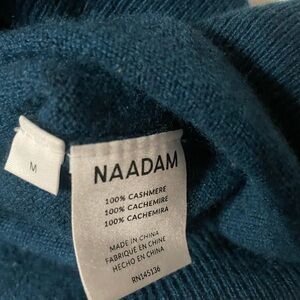 M
NAADAM
100% CASHMERE
100% CACHEMIRE
100% CACHEMIRA
MADE IN CHINA
FABRIQUÉ EN CHINE
HECHO EN CHINA
RN145136